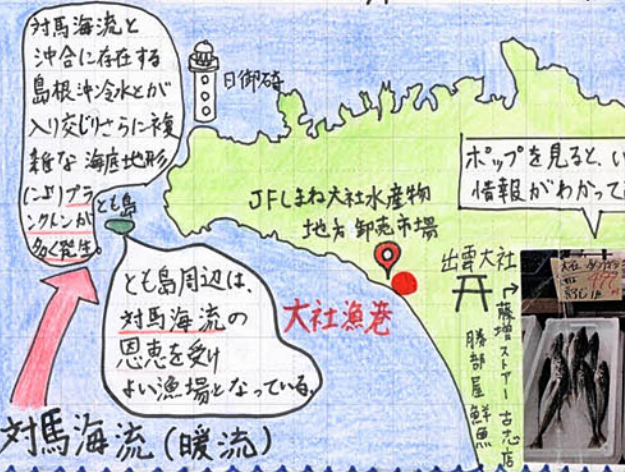 対馬海流と
沖合に存在する
島根沖冷水とが
入り交じりさらに複
雑な海底地形
によりプラ
ンクトンが
多く発生。
日御碕
とも島
とも島周辺は、
対馬海流の
恩恵を受け
よい漁場となっている。
対馬海流(暖流)
JFしまね大社水産物
地方卸売市場
大社漁港
出雲大社
→藤増ストアー古志店
勝部屋鮮魚
ポップを見ると、い
情報がわかって